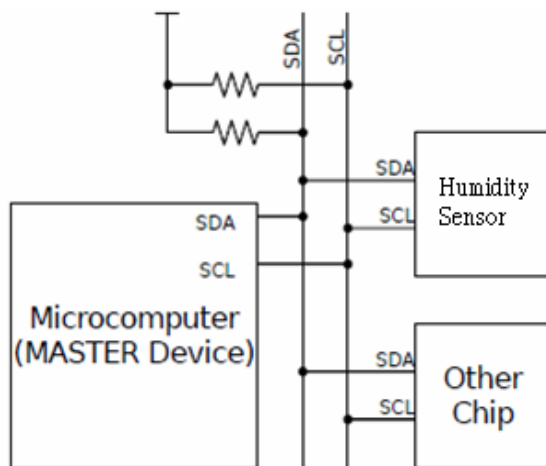 SDA
SCL
SDA
Humidity
SCL
Sensor
SDA
SCL
Microcomputer
(MASTER Device)
SDA
Other
SCL
Chip